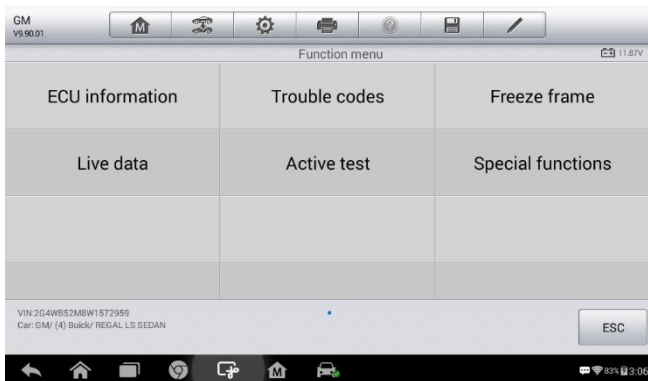 GM
V9.90.01
Function menu
11.87V
ECU information
Trouble codes
Freeze frame
Live data
Active test
Special functions
VIN:2G4WB52M8W1572959
Car: GM/ (4) Buick/ REGAL LS SEDAN
ESC
83% 3:06